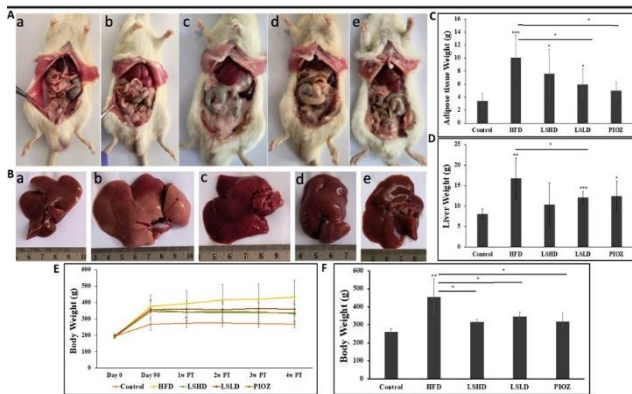 A
a
b
c
d
e
B
a
b
c
d
e
C
Adipose tissue Weight (g)
14
12
10
8
6
4
2
0
***
*
*
*
*
Control HFD LSHD LSLD PIOZ
D
Liver Weight (g)
25
20
15
10
5
0
**
*
***
*
Control HFD LSHD LSLD PIOZ
E
Body Weight (g)
600
500
400
300
200
100
0
Day 0 Day 90 1w PT 2w PT 3w PT 4w PT
Control HFD LSHD LSLD PIOZ
F
Body Weight (g)
600
500
400
300
200
100
0
**
*
*
*
Control HFD LSHD LSLD PIOZ